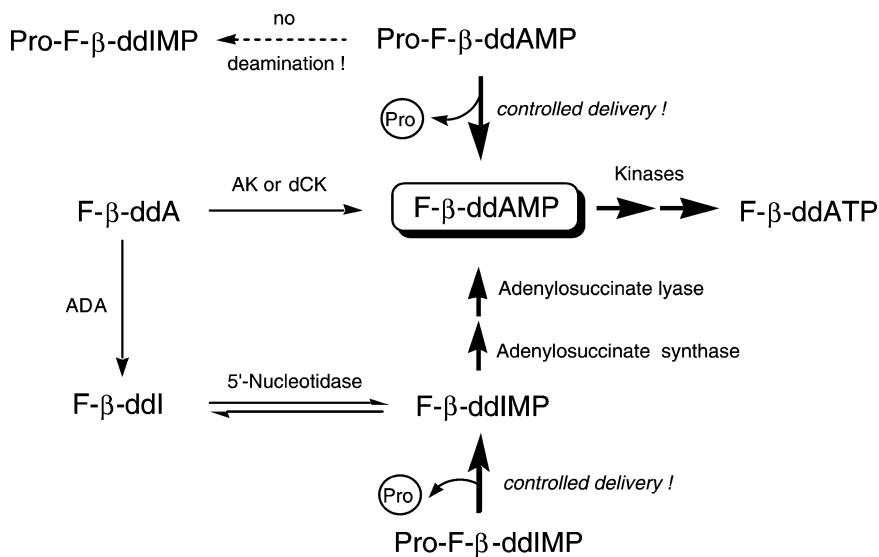 no
Pro-F-β-ddIMP
Pro-F-β-ddAMP
deamination !
Pro
controlled delivery !
AK or dCK
Kinases
F-β-ddA
F-β-ddAMP
F-β-ddATP
ADA
Adenylosuccinate lyase
Adenylosuccinate synthase
5'-Nucleotidase
F-β-ddI
F-β-ddIMP
Pro
controlled delivery !
Pro-F-β-ddIMP